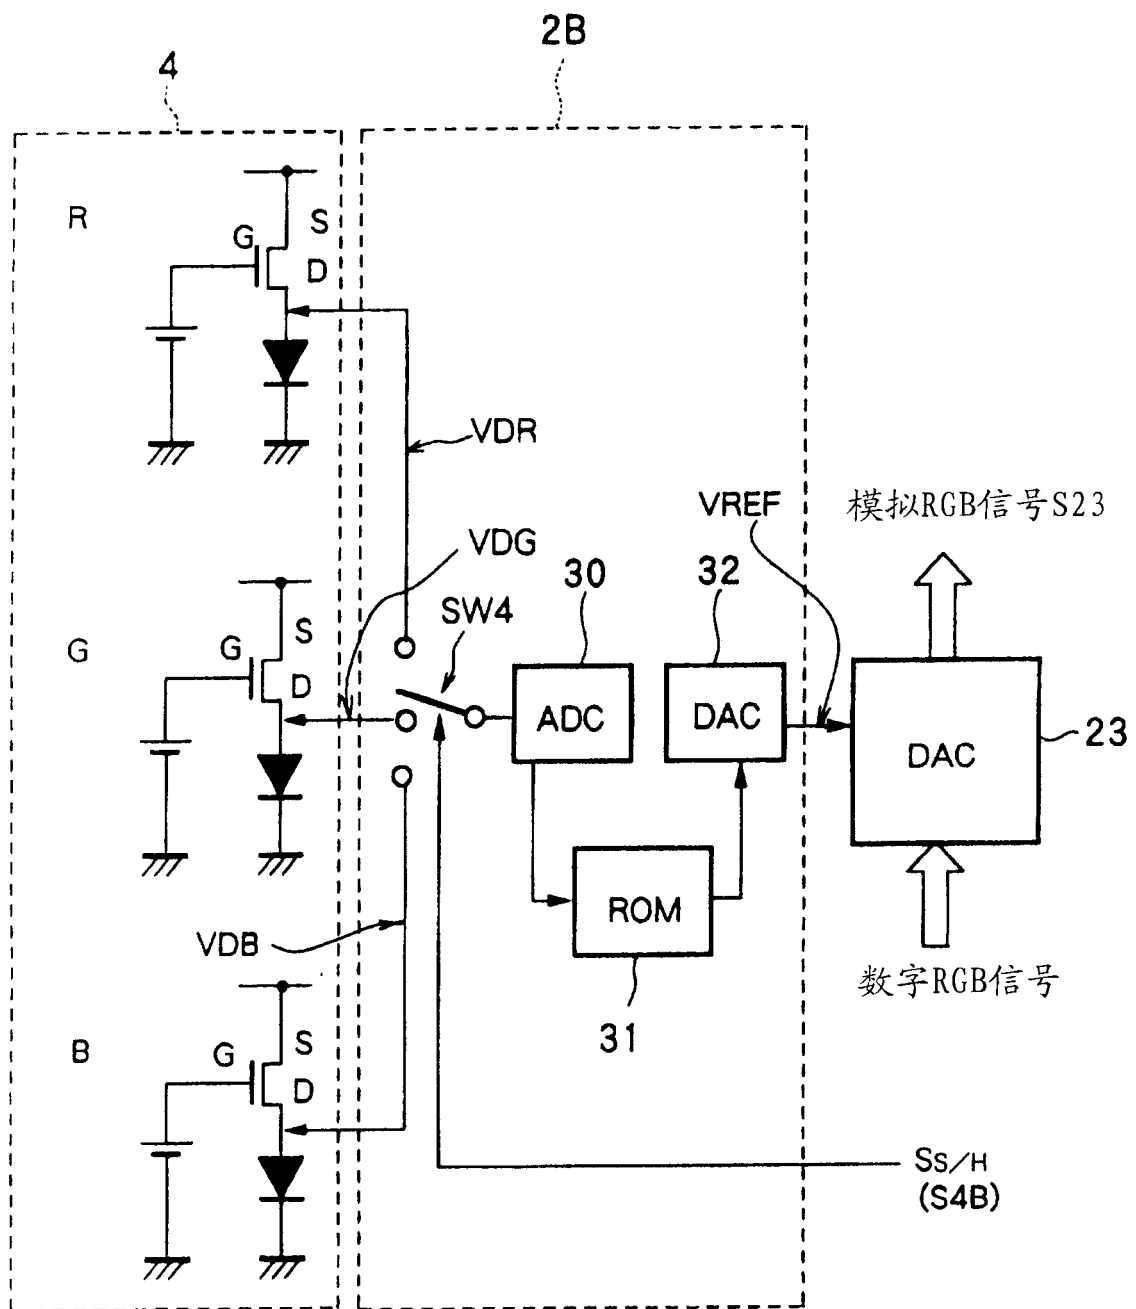 2B
4
R
S
G
D
VDR
VREF
模拟RGB信号S23
VDG
30
32
SW4
S
G
G
D
ADC
DAC
DAC
23
ROM
VDB
数字RGB信号
31
S
B
G
D
SS/H
(S4B)